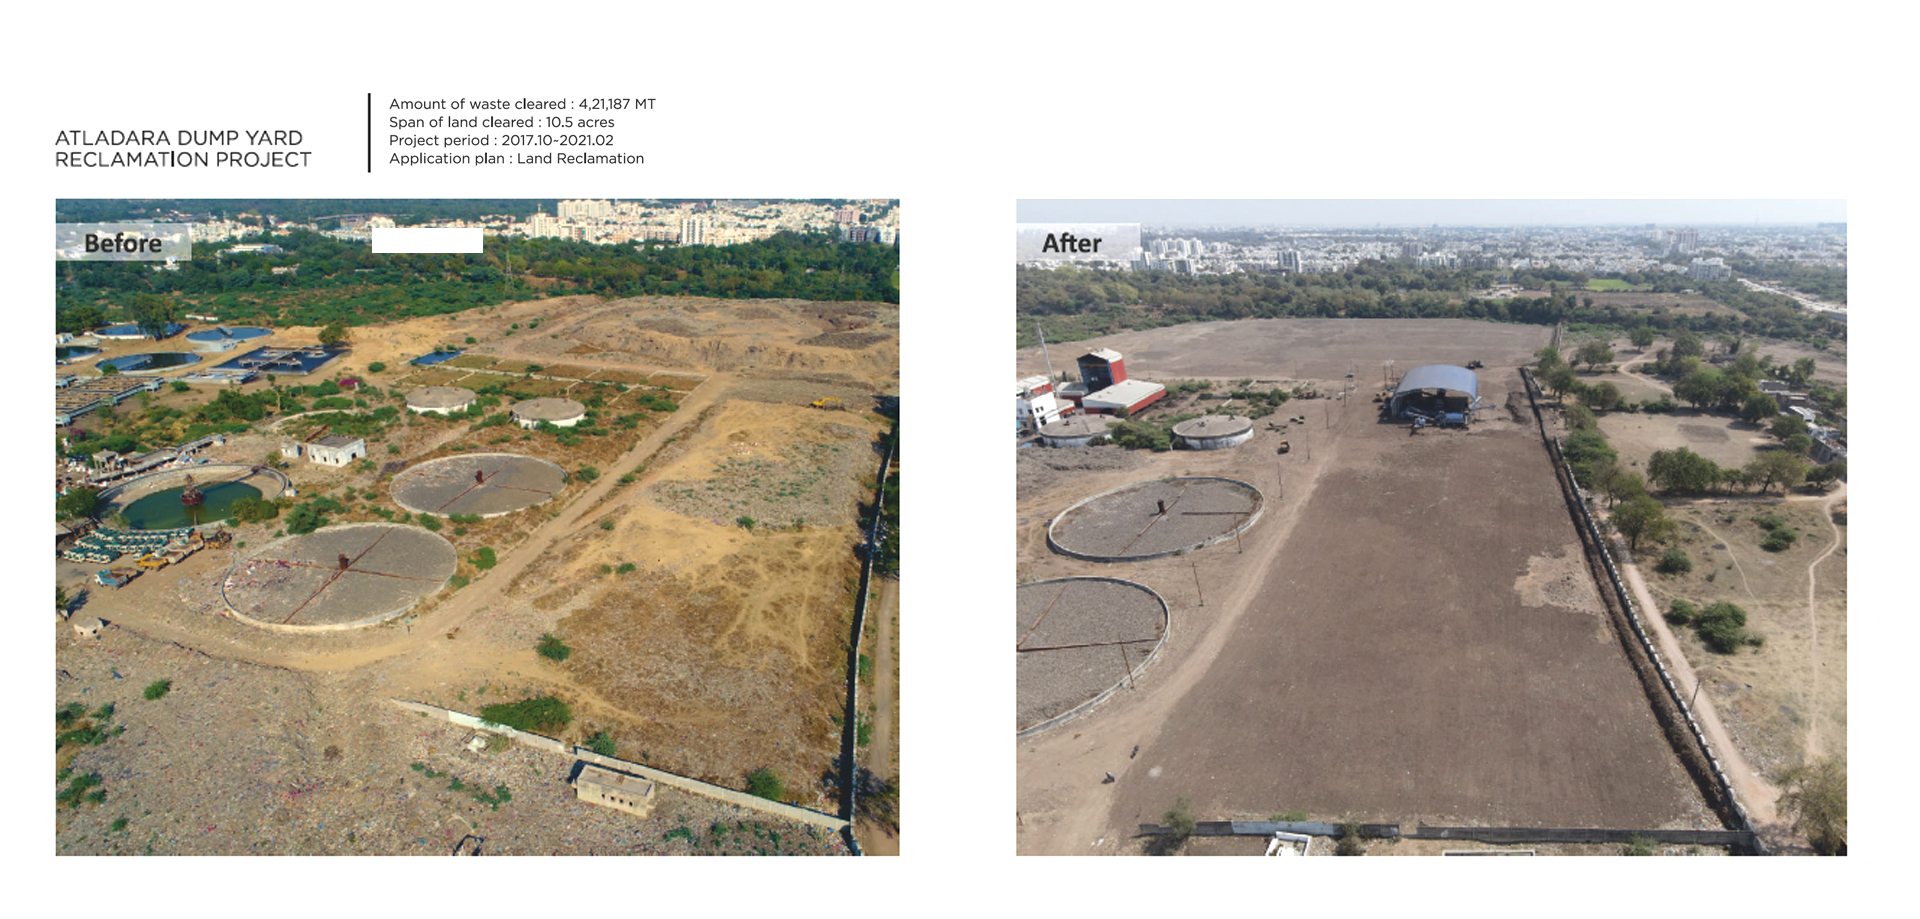 ATLADARA DUMP YARD
RECLAMATION PROJECT
Amount of waste cleared : 4,21,187 MT
Span of land cleared : 10.5 acres
Project period : 2017.10~2021.02
Application plan : Land Reclamation
Before
After